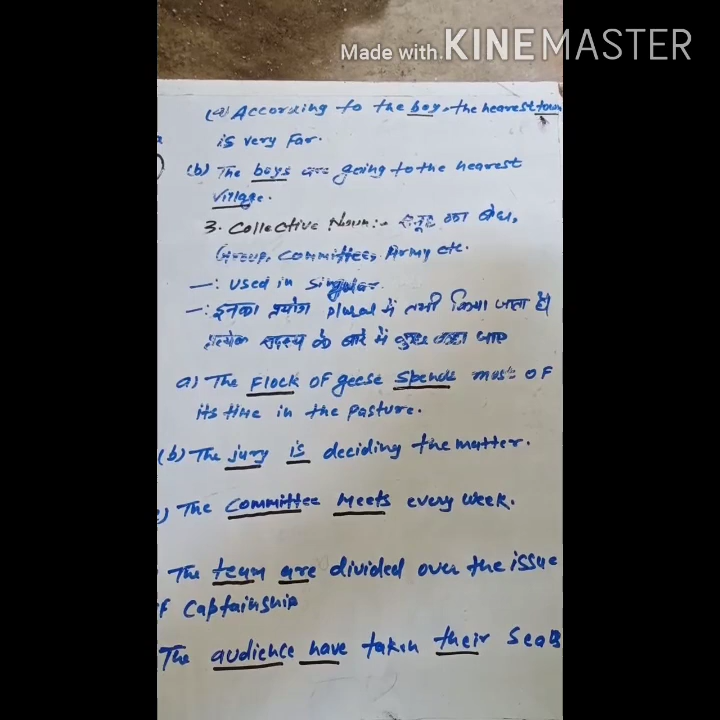 Made with KINEMASTER
(a) According to the boy, the nearest town
is very far.
(b) The boys are going to the nearest
village.
3. Collective Noun :- समूह का बोध,
Group, Committee, Army etc.
—: Used in Singular
—: इनका प्रयोग plural में तभी किया जाता है।
प्रत्येक सदस्य के बारे में कुछ कहा जाए
a) The Flock of geese spends most of
its time in the pasture.
(b) The jury is deciding the matter.
) The Committee Meets every week.
The team are divided over the issue
f Captainship
The audience have taken their Seats